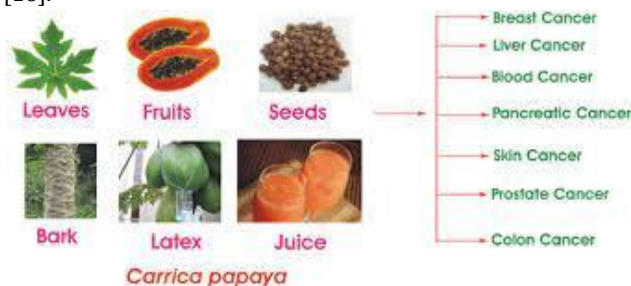 Leaves
Fruits
Seeds
Bark
Latex
Juice
Carrica papaya
Breast Cancer
Liver Cancer
Blood Cancer
Pancreatic Cancer
Skin Cancer
Prostate Cancer
Colon Cancer